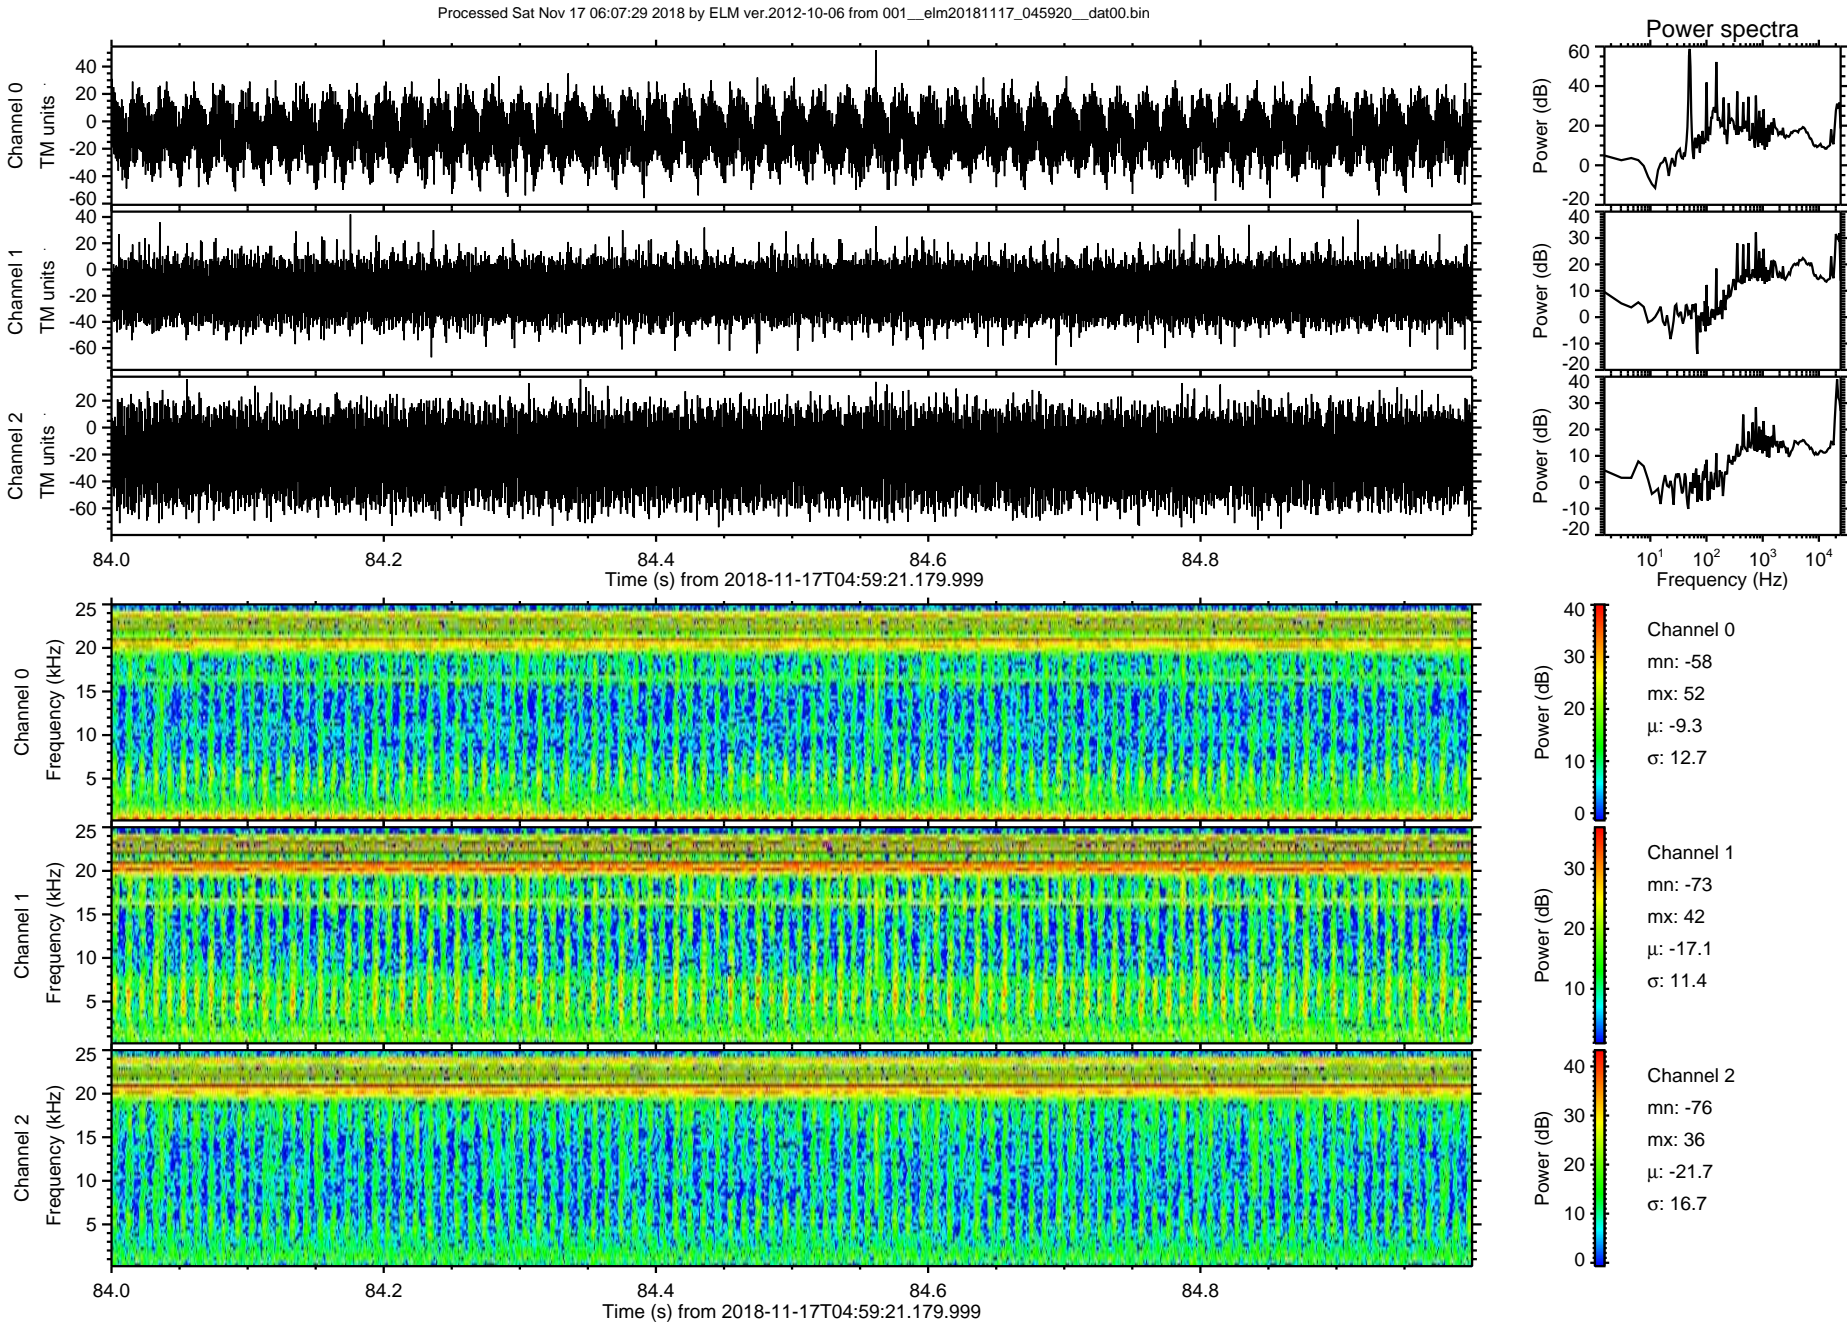 Processed Sat Nov 17 06:07:29 2018 by ELM ver.2012-10-06 from 001__elm20181117_045920__dat00.bin
Power spectra
Channel 0
TM units
40
20
0
-20
-40
-60
Power (dB)
60
40
20
0
-20
Channel 1
TM units
40
20
0
-20
-40
-60
Power (dB)
40
30
20
10
0
-10
-20
Channel 2
TM units
20
0
-20
-40
-60
Power (dB)
40
30
20
10
0
-10
-20
84.0 84.2 84.4 84.6 84.8
Time (s) from 2018-11-17T04:59:21.179.999
10^1 10^2 10^3 10^4
Frequency (Hz)
Channel 0
Frequency (kHz)
25
20
15
10
5
Power (dB)
40
30
20
10
0
Channel 0
mn: -58
mx: 52
μ: -9.3
σ: 12.7
Channel 1
Frequency (kHz)
25
20
15
10
5
Power (dB)
30
20
10
Channel 1
mn: -73
mx: 42
μ: -17.1
σ: 11.4
Channel 2
Frequency (kHz)
25
20
15
10
5
Power (dB)
40
30
20
10
0
Channel 2
mn: -76
mx: 36
μ: -21.7
σ: 16.7
84.0 84.2 84.4 84.6 84.8
Time (s) from 2018-11-17T04:59:21.179.999